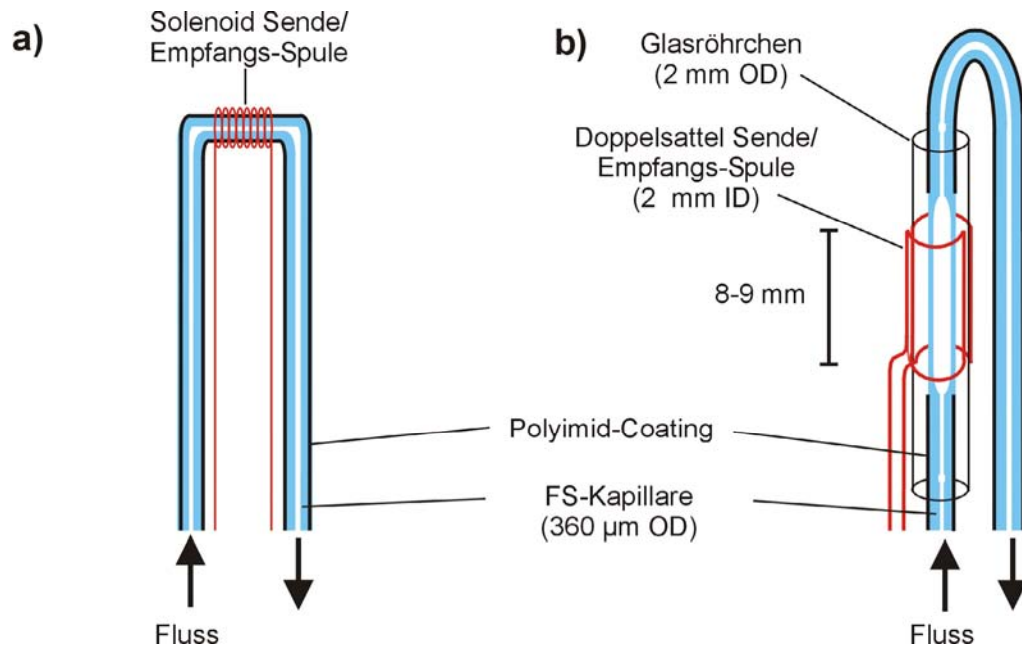 a)
Solenoid Sende/
Empfangs-Spule
Fluss
b)
Glasröhrchen
(2 mm OD)
Doppelsattel Sende/
Empfangs-Spule
(2 mm ID)
8-9 mm
Polyimid-Coating
FS-Kapillare
(360 µm OD)
Fluss